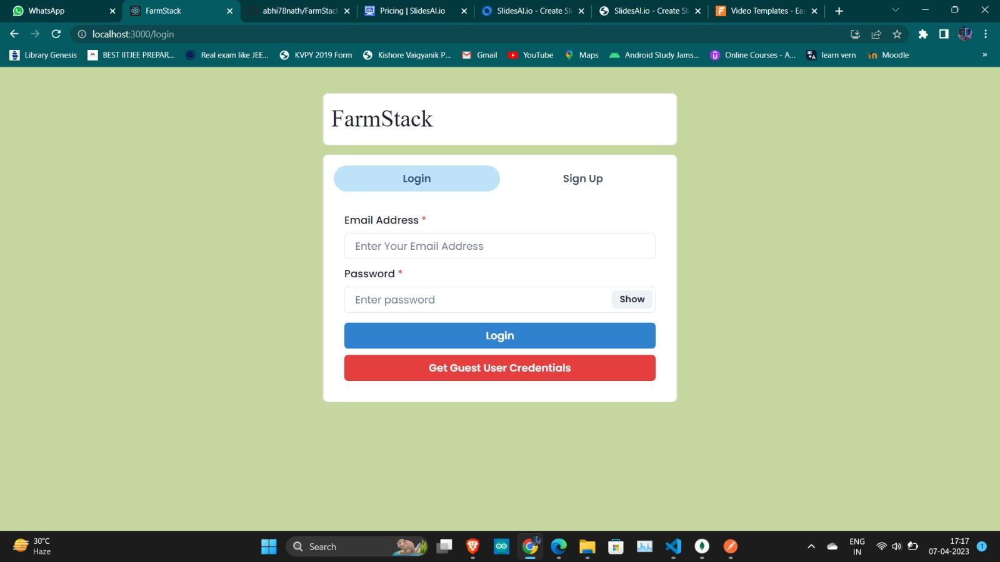 WhatsApp
FarmStack
abhi78nath/FarmStac
Pricing | SlidesAI.io
SlidesAI.io - Create Sl
SlidesAI.io - Create Sl
Video Templates - Eas
localhost:3000/login
Library Genesis
BEST IITJEE PREPAR...
Real exam like JEE...
KVPY 2019 Form
Kishore Vaigyanik P...
Gmail
YouTube
Maps
Android Study Jams...
Online Courses - A...
learn vern
Moodle
»
FarmStack
Login
Sign Up
Email Address *
Enter Your Email Address
Password *
Enter password
Show
Login
Get Guest User Credentials
30°C
Haze
Search
ENG
IN
17:17
07-04-2023
1